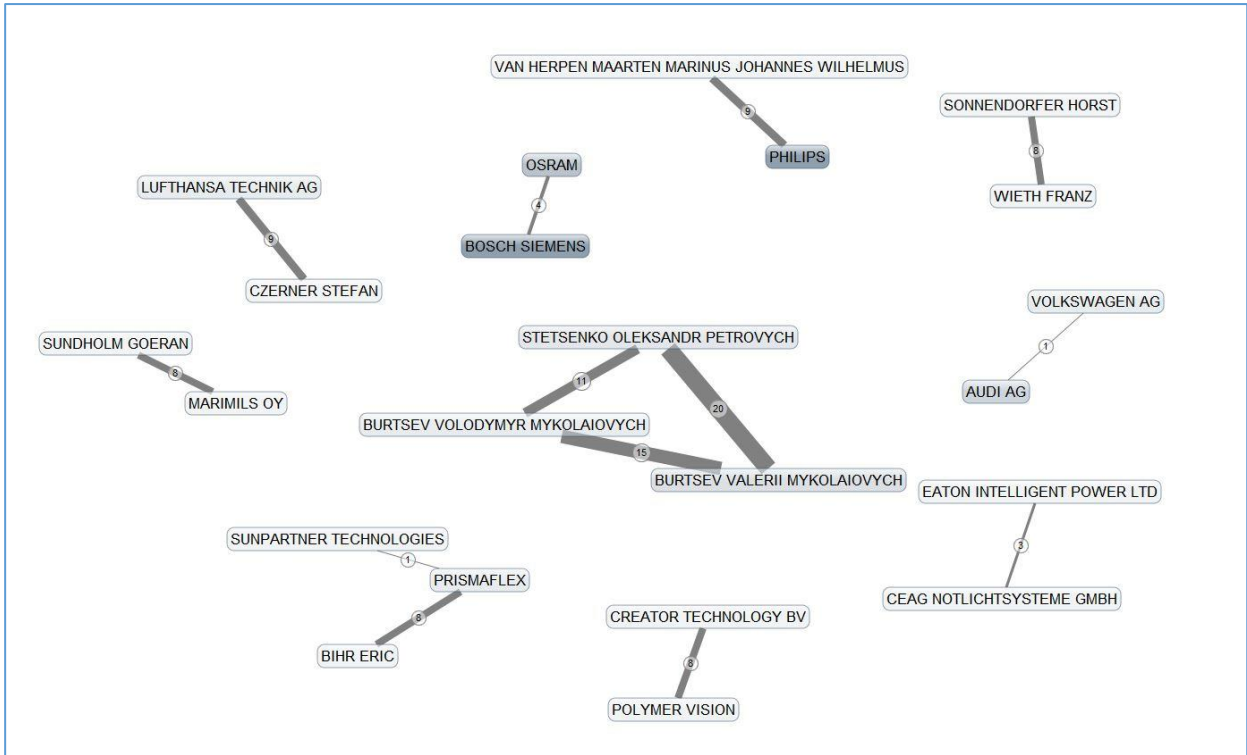 VAN HERPEN MAARTEN MARINUS JOHANNES WILHELMUS
9
PHILIPS
SONNENDORFER HORST
8
WIETH FRANZ
OSRAM
4
BOSCH SIEMENS
LUFTHANSA TECHNIK AG
9
CZERNER STEFAN
VOLKSWAGEN AG
1
AUDI AG
SUNDHOLM GOERAN
8
MARIMILS OY
STETSENKO OLEKSANDR PETROVYCH
11
20
BURTSEV VOLODYMYR MYKOLAIOVYCH
15
BURTSEV VALERII MYKOLAIOVYCH
EATON INTELLIGENT POWER LTD
3
CEAG NOTLICHTSYSTEME GMBH
SUNPARTNER TECHNOLOGIES
1
PRISMAFLEX
8
BIHR ERIC
CREATOR TECHNOLOGY BV
8
POLYMER VISION